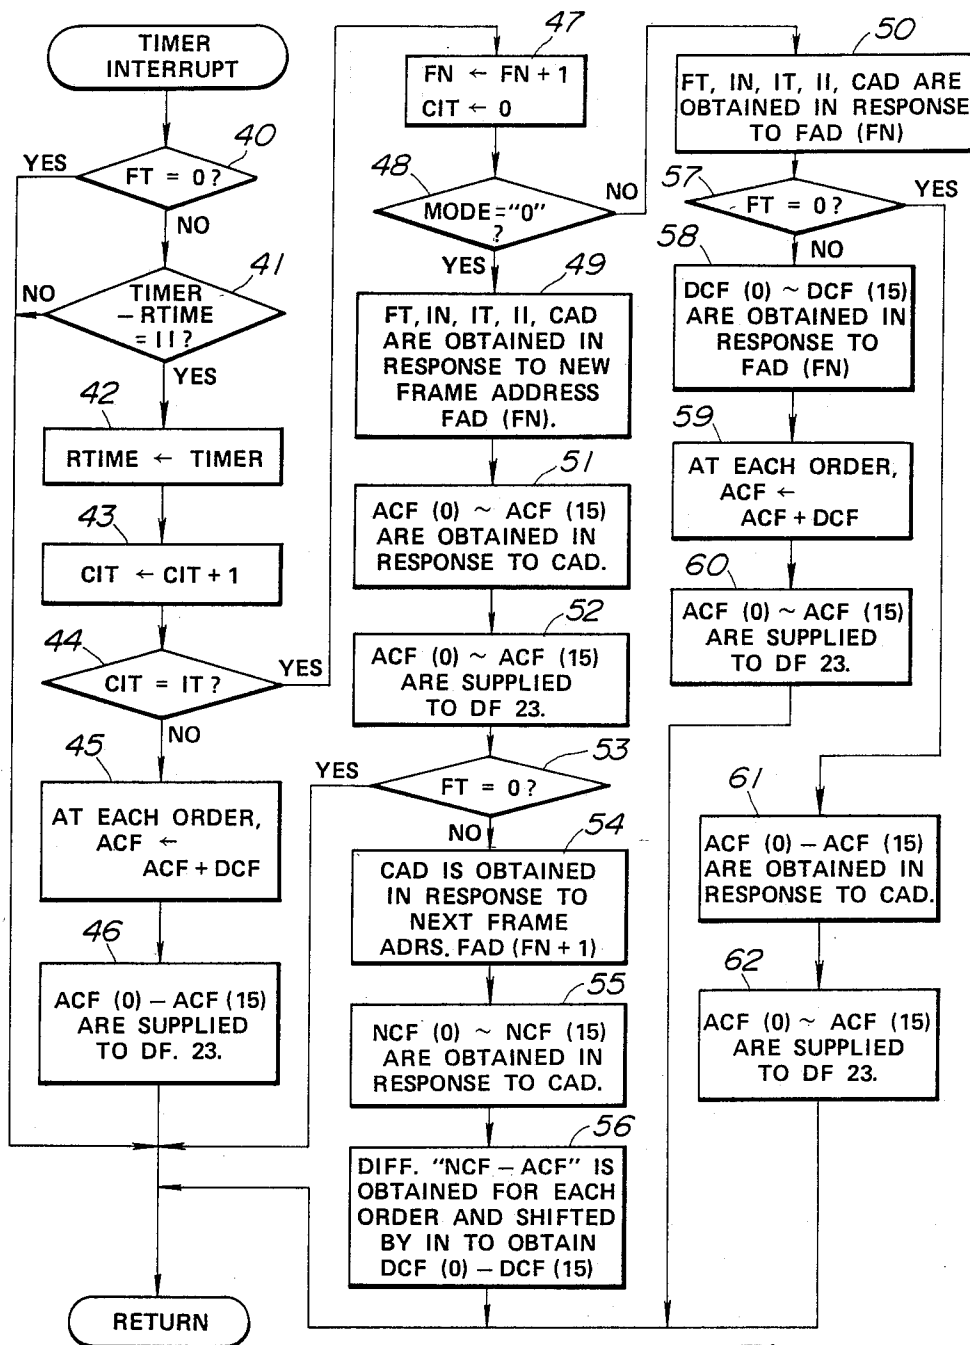 TIMER
INTERRUPT
40
YES
FT = 0?
NO
41
NO
TIMER
– RTIME
= II?
YES
42
RTIME ← TIMER
43
CIT ← CIT + 1
44
YES
CIT = IT?
NO
45
AT EACH ORDER,
ACF ←
ACF + DCF
46
ACF (0) – ACF (15)
ARE SUPPLIED
TO DF. 23.
RETURN
47
FN ← FN + 1
CIT ← 0
48
NO
MODE = "0"
?
YES
49
FT, IN, IT, II, CAD
ARE OBTAINED IN
RESPONSE TO NEW
FRAME ADDRESS
FAD (FN).
51
ACF (0) ~ ACF (15)
ARE OBTAINED IN
RESPONSE TO CAD.
52
ACF (0) ~ ACF (15)
ARE SUPPLIED
TO DF 23.
53
YES
FT = 0?
NO
54
CAD IS OBTAINED
IN RESPONSE TO
NEXT FRAME
ADRS. FAD (FN + 1)
55
NCF (0) ~ NCF (15)
ARE OBTAINED IN
RESPONSE TO CAD.
56
DIFF. "NCF – ACF" IS
OBTAINED FOR EACH
ORDER AND SHIFTED
BY IN TO OBTAIN
DCF (0) – DCF (15)
50
FT, IN, IT, II, CAD ARE
OBTAINED IN RESPONSE
TO FAD (FN)
57
YES
FT = 0?
NO
58
DCF (0) ~ DCF (15)
ARE OBTAINED IN
RESPONSE TO
FAD (FN)
59
AT EACH ORDER,
ACF ←
ACF + DCF
60
ACF (0) ~ ACF (15)
ARE SUPPLIED
TO DF 23.
61
ACF (0) – ACF (15)
ARE OBTAINED IN
RESPONSE TO CAD.
62
ACF (0) ~ ACF (15)
ARE SUPPLIED
TO DF 23.